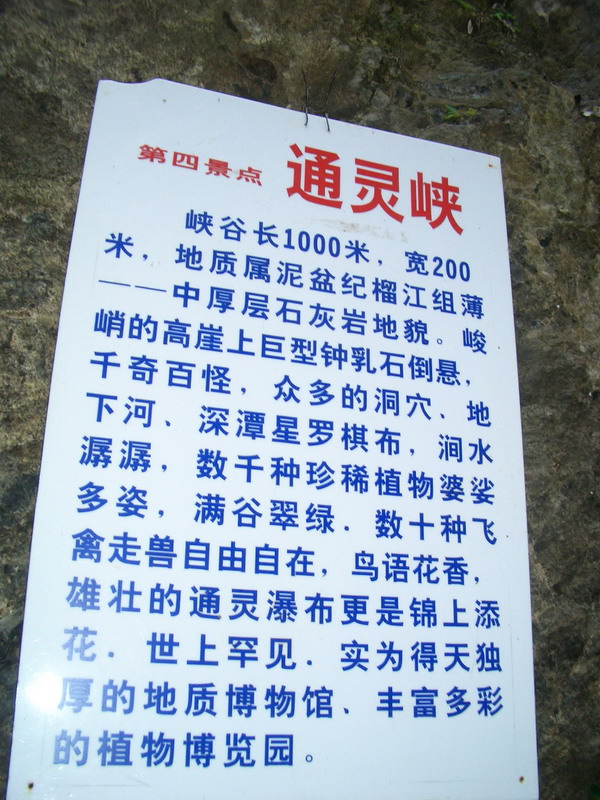 第四景点 通灵峡
峡谷长1000米，宽200
米，地质属泥盆纪榴江组薄
——中厚层石灰岩地貌。峻
峭的高崖上巨型钟乳石倒悬，
千奇百怪，众多的洞穴、地
下河、深潭星罗棋布，涧水
潺潺，数千种珍稀植物婆娑
多姿，满谷翠绿．数十种飞
禽走兽自由自在，鸟语花香，
雄壮的通灵瀑布更是锦上添
花．世上罕见．实为得天独
厚的地质博物馆、丰富多彩
的植物博览园。